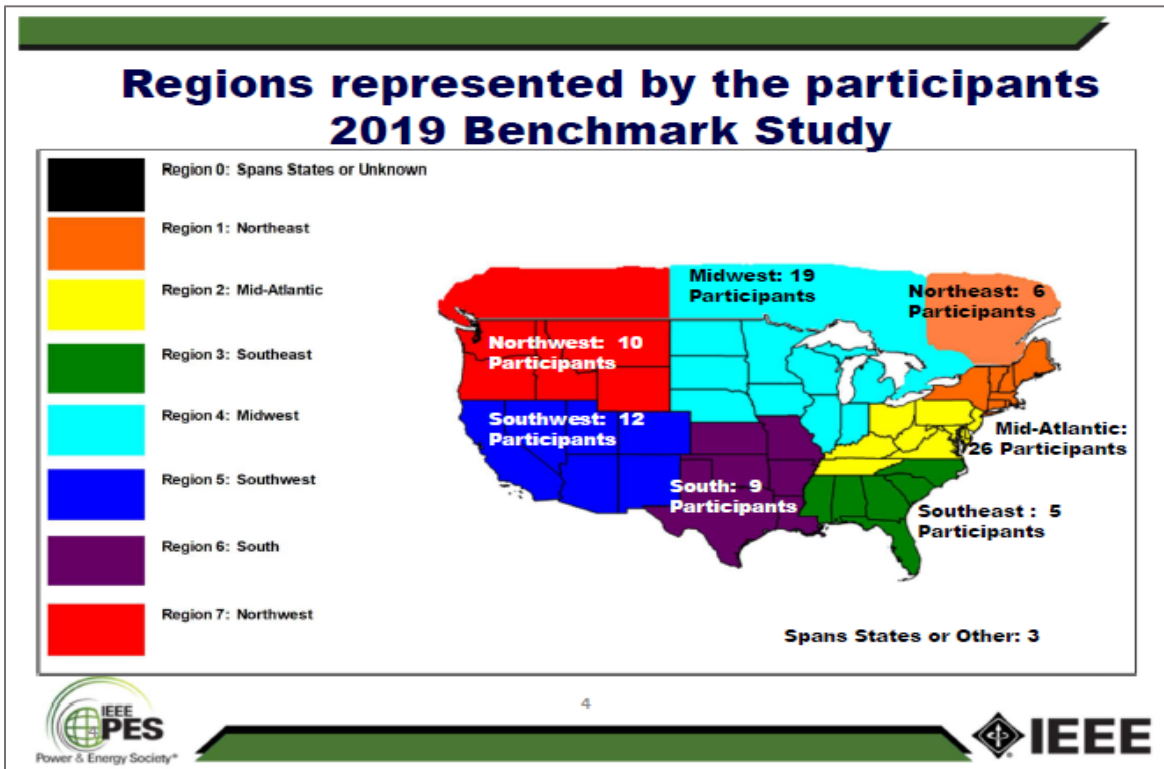 Regions represented by the participants
2019 Benchmark Study
Region 0: Spans States or Unknown
Region 1: Northeast
Region 2: Mid-Atlantic
Region 3: Southeast
Region 4: Midwest
Region 5: Southwest
Region 6: South
Region 7: Northwest
Midwest: 19
Participants
Northeast: 6
Participants
Northwest: 10
Participants
Southwest: 12
Participants
Mid-Atlantic:
26 Participants
South: 9
Participants
Southeast : 5
Participants
Spans States or Other: 3
IEEE
PES
Power & Energy Society®
4
4
IEEE